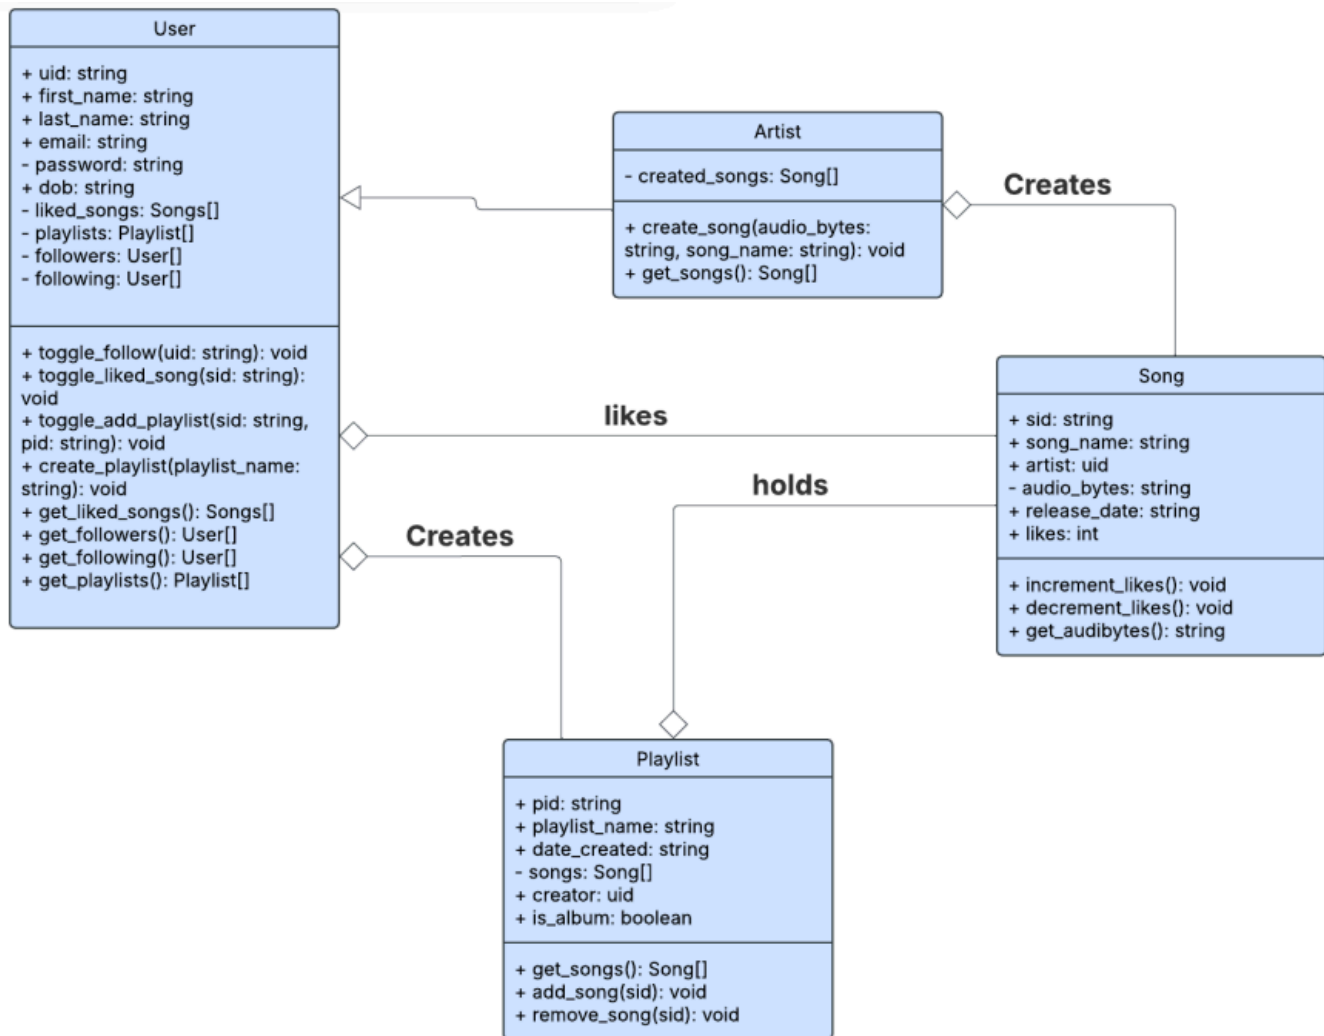 User
+ uid: string
+ first_name: string
+ last_name: string
+ email: string
- password: string
+ dob: string
- liked_songs: Songs[]
- playlists: Playlist[]
- followers: User[]
- following: User[]
+ toggle_follow(uid: string): void
+ toggle_liked_song(sid: string):
void
+ toggle_add_playlist(sid: string,
pid: string): void
+ create_playlist(playlist_name:
string): void
+ get_liked_songs(): Songs[]
+ get_followers(): User[]
+ get_following(): User[]
+ get_playlists(): Playlist[]
Artist
- created_songs: Song[]
+ create_song(audio_bytes:
string, song_name: string): void
+ get_songs(): Song[]
Creates
likes
holds
Creates
Song
+ sid: string
+ song_name: string
+ artist: uid
- audio_bytes: string
+ release_date: string
+ likes: int
+ increment_likes(): void
+ decrement_likes(): void
+ get_audibytes(): string
Playlist
+ pid: string
+ playlist_name: string
+ date_created: string
- songs: Song[]
+ creator: uid
+ is_album: boolean
+ get_songs(): Song[]
+ add_song(sid): void
+ remove_song(sid): void